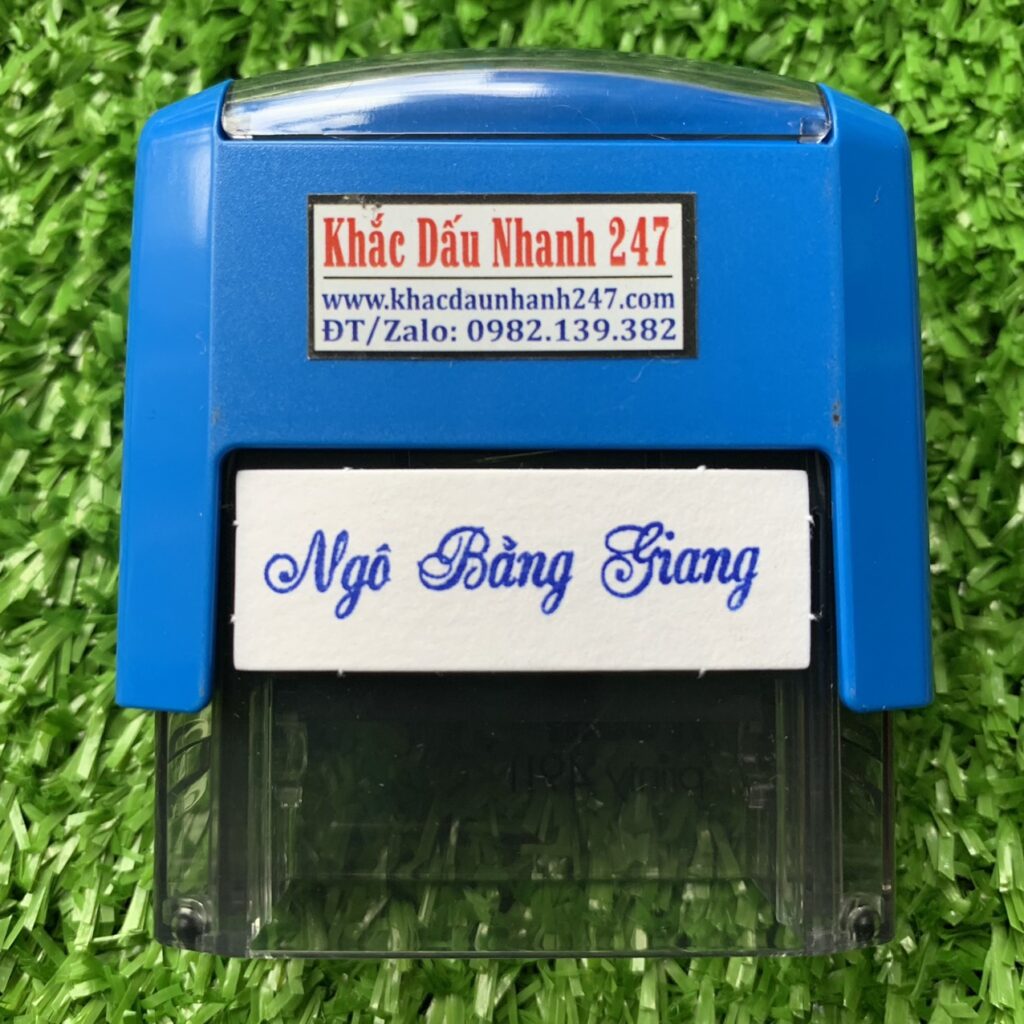 Khắc Dấu Nhanh 247
www.khacdaunhanh247.com
ĐT/Zalo: 0982.139.382
Ngô Bằng Giang